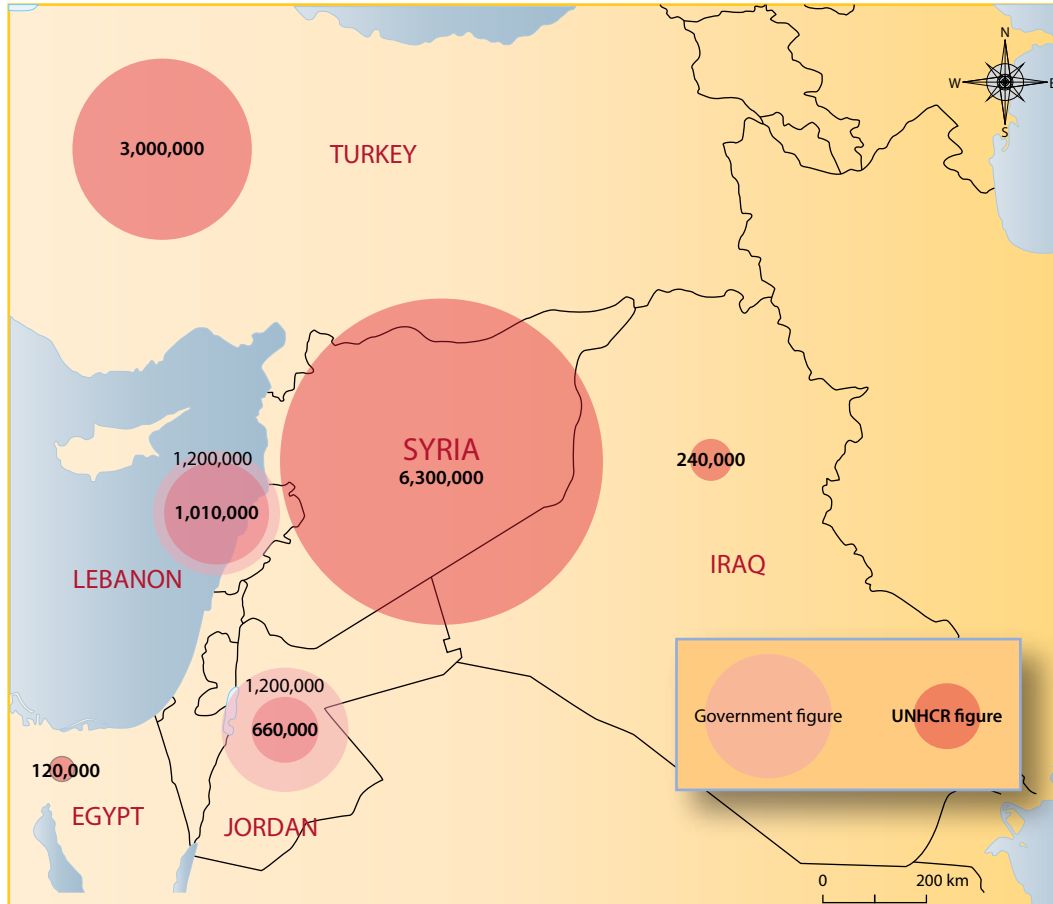 N
W
E
S
3,000,000
TURKEY
SYRIA
6,300,000
1,200,000
1,010,000
LEBANON
240,000
IRAQ
1,200,000
660,000
JORDAN
120,000
EGYPT
Government figure
UNHCR figure
0 200 km